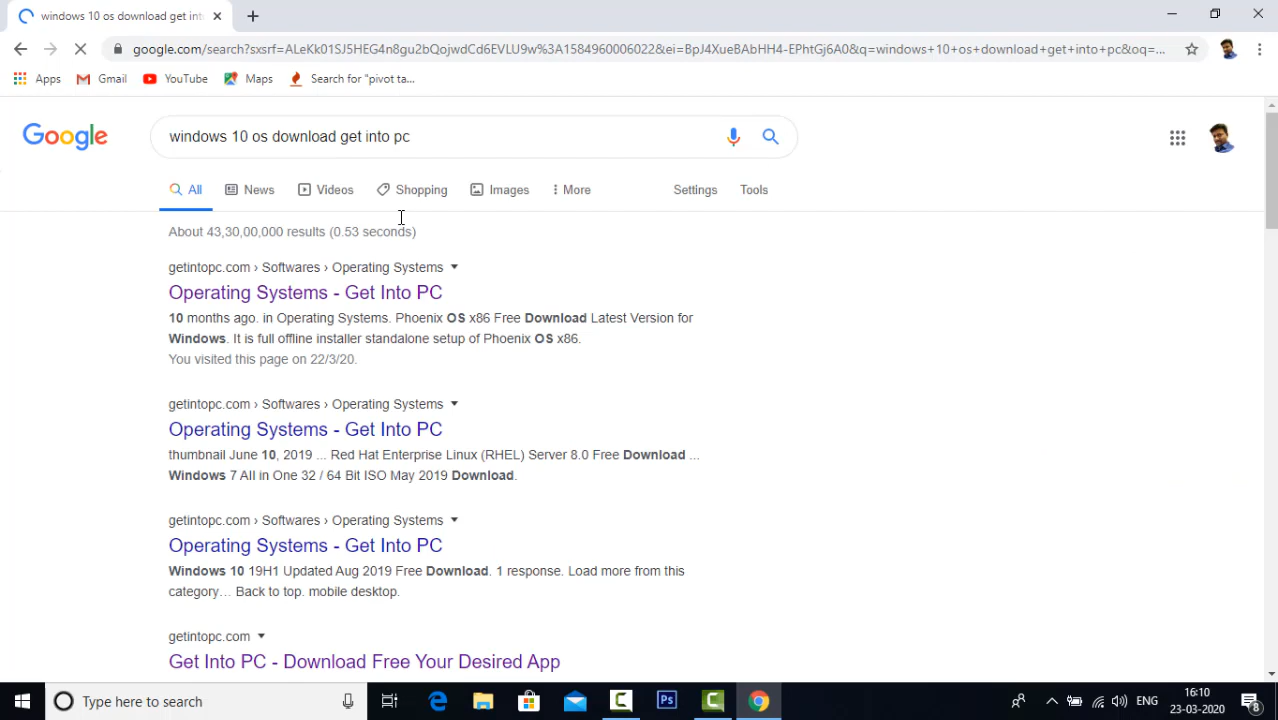 windows 10 os download get into
google.com/search?sxsrf=ALeKk01SJ5HEG4n8gu2bQojwdCd6EVLU9w%3A1584960006022&ei=BpJ4XueBAbHH4-EPhtGj6A0&q=windows+10+os+download+get+into+pc&oq=...
Apps Gmail YouTube Maps Search for "pivot ta...
Google windows 10 os download get into pc
All News Videos Shopping Images More Settings Tools
About 43,30,00,000 results (0.53 seconds)
getintopc.com › Softwares › Operating Systems
Operating Systems - Get Into PC
10 months ago. in Operating Systems. Phoenix OS x86 Free Download Latest Version for
Windows. It is full offline installer standalone setup of Phoenix OS x86.
You visited this page on 22/3/20.
getintopc.com › Softwares › Operating Systems
Operating Systems - Get Into PC
thumbnail June 10, 2019 ... Red Hat Enterprise Linux (RHEL) Server 8.0 Free Download ...
Windows 7 All in One 32 / 64 Bit ISO May 2019 Download.
getintopc.com › Softwares › Operating Systems
Operating Systems - Get Into PC
Windows 10 19H1 Updated Aug 2019 Free Download. 1 response. Load more from this
category… Back to top. mobile desktop.
getintopc.com
Get Into PC - Download Free Your Desired App
Type here to search Ps ENG 16:10
23-03-2020 8